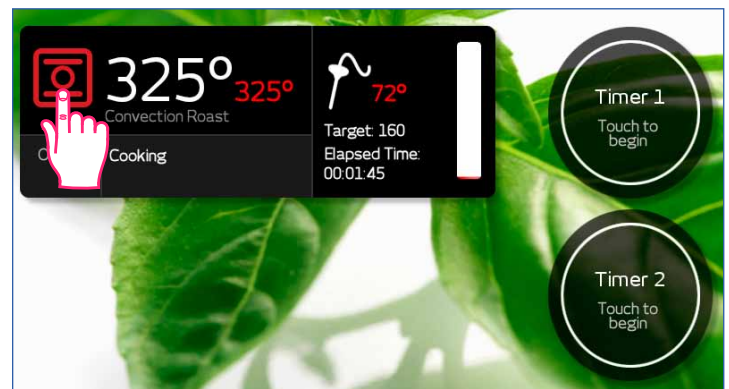 325° 325°
Convection Roast
Cooking
72°
Target: 160
Elapsed Time:
00:01:45
Timer 1
Touch to
begin
Timer 2
Touch to
begin